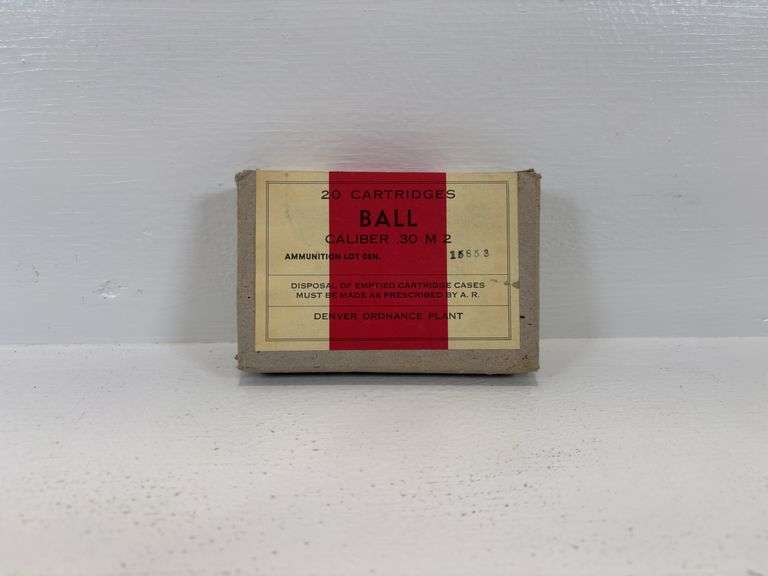 20 CARTRIDGES
BALL
CALIBER .30 M 2
AMMUNITION LOT DEN. 15853
DISPOSAL OF EMPTIED CARTRIDGE CASES
MUST BE MADE AS PRESCRIBED BY A. R.
DENVER ORDNANCE PLANT